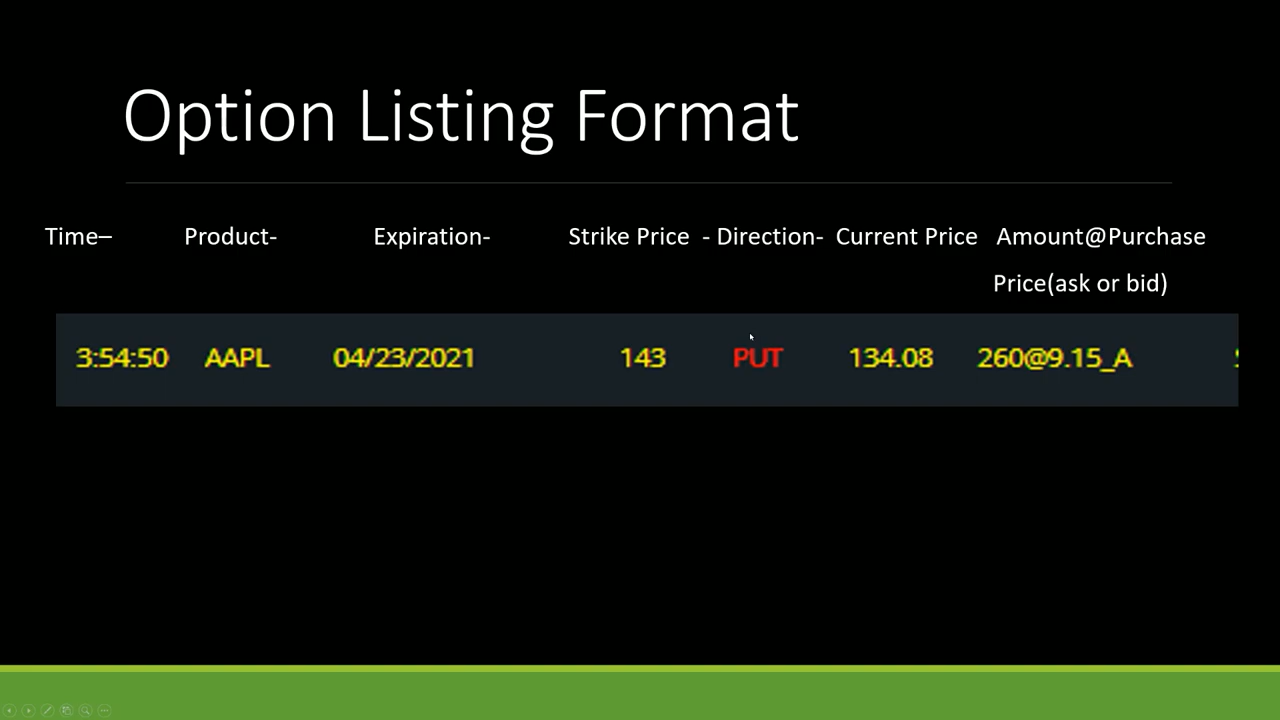 Option Listing Format
Time– Product- Expiration- Strike Price - Direction- Current Price Amount@Purchase
Price(ask or bid)
3:54:50 AAPL 04/23/2021 143 PUT 134.08 260@9.15_A